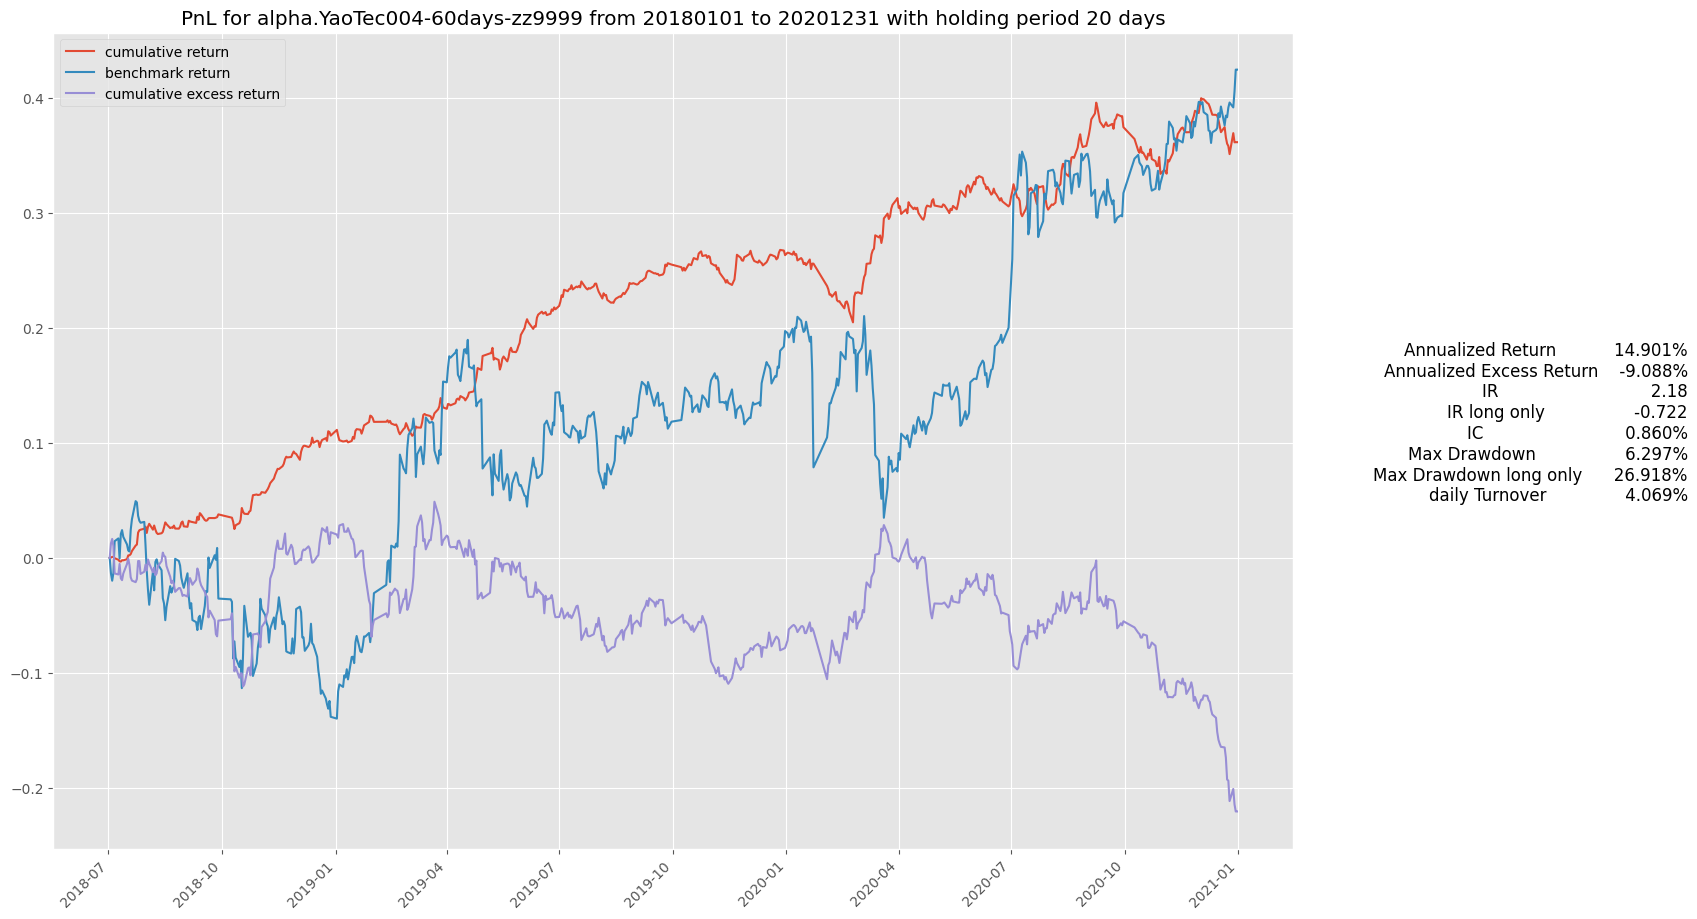 PnL for alpha.YaoTec004-60days-zz9999 from 20180101 to 20201231 with holding period 20 days
cumulative return
benchmark return
cumulative excess return
0.4
0.3
0.2
0.1
0.0
−0.1
−0.2
2018-07
2018-10
2019-01
2019-04
2019-07
2019-10
2020-01
2020-04
2020-07
2020-10
2021-01
Annualized Return 14.901%
Annualized Excess Return -9.088%
IR 2.18
IR long only -0.722
IC 0.860%
Max Drawdown 6.297%
Max Drawdown long only 26.918%
daily Turnover 4.069%